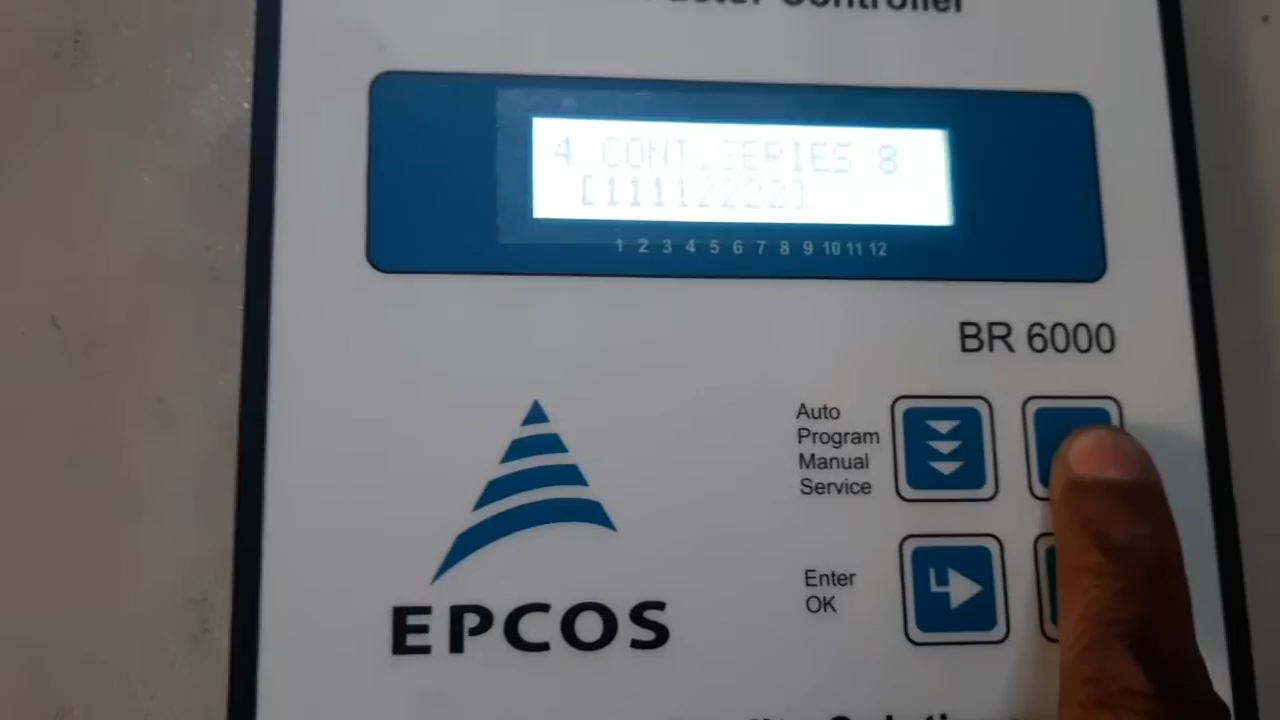 Controller
4 CONT.SERIES 8
[11112222]
1 2 3 4 5 6 7 8 9 10 11 12
BR 6000
Auto
Program
Manual
Service
Enter
OK
EPCOS